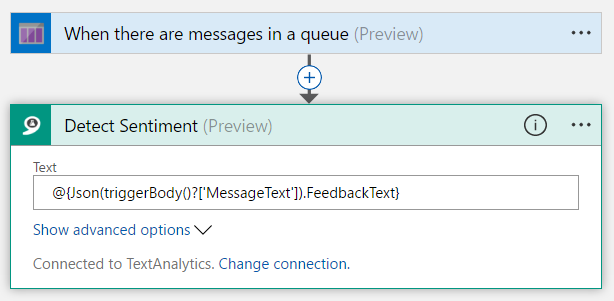 When there are messages in a queue (Preview)
Detect Sentiment (Preview)
Text
@{Json(triggerBody()?['MessageText']).FeedbackText}
Show advanced options
Connected to TextAnalytics. Change connection.